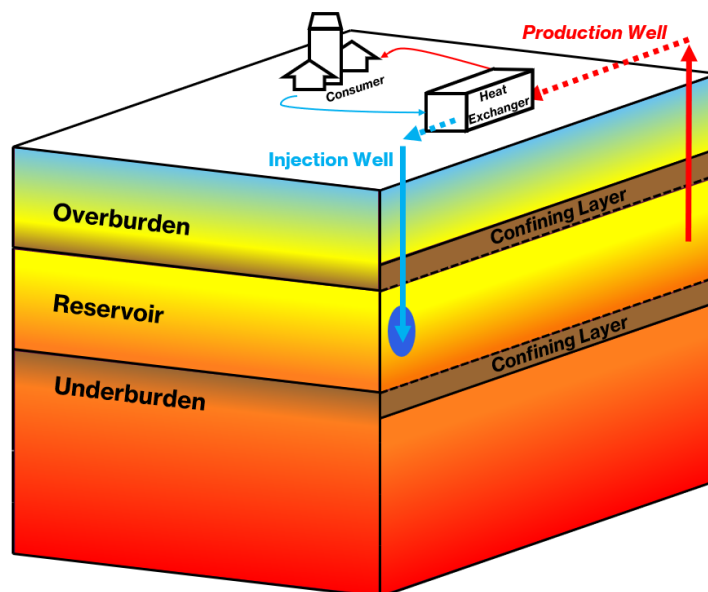 Production Well
Consumer
Heat
Exchanger
Injection Well
Overburden
Confining Layer
Reservoir
Confining Layer
Underburden